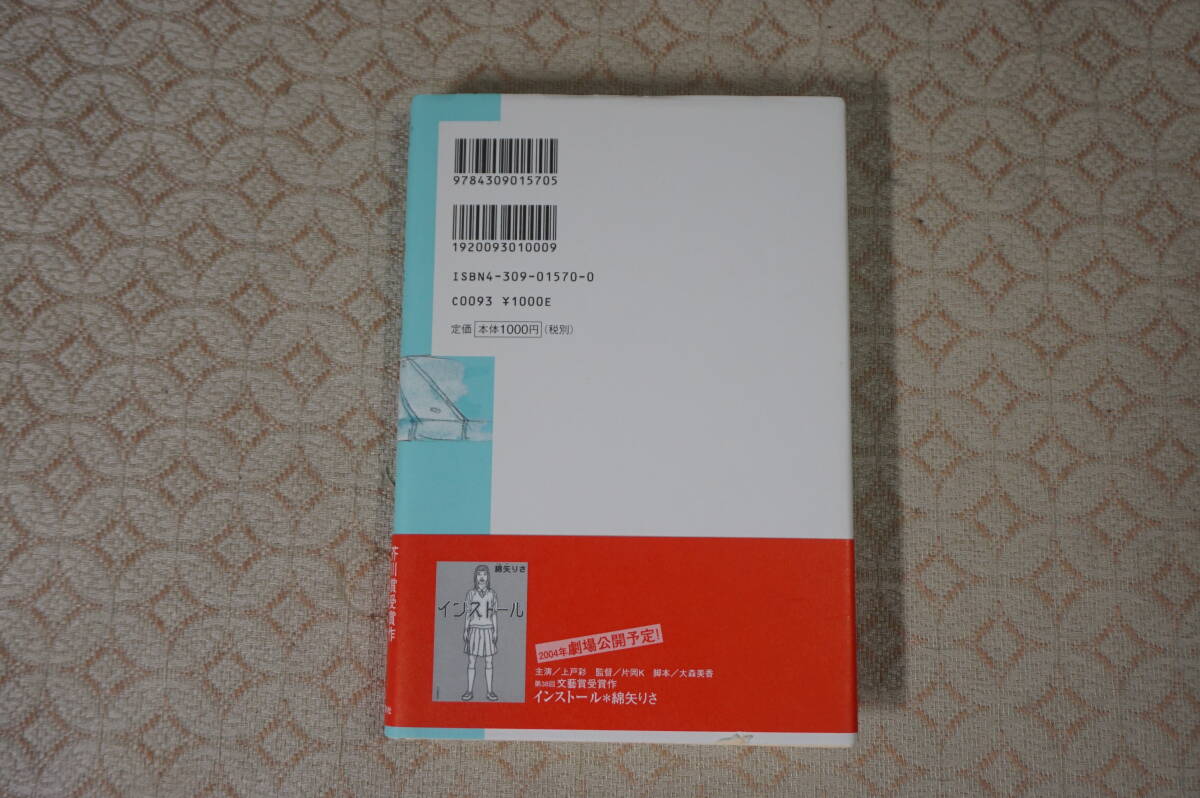 9784309015705
1920093010009
ISBN4-309-01570-0
C0093 ¥1000E
定価 本体1000円 (税別)
芥川賞受賞作
綿矢りさ
インストール
2004年劇場公開予定!
主演/上戸彩 監督/片岡K 脚本/大森美香
第38回 文藝賞受賞作
インストール*綿矢りさ